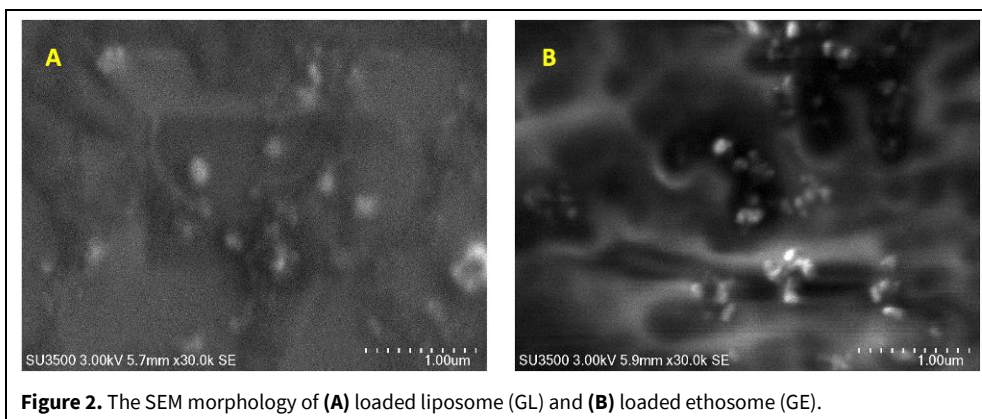 A
B
SU3500 3.00kV 5.7mm x30.0k SE
1.00um
SU3500 3.00kV 5.9mm x30.0k SE
1.00um
Figure 2. The SEM morphology of (A) loaded liposome (GL) and (B) loaded ethosome (GE).